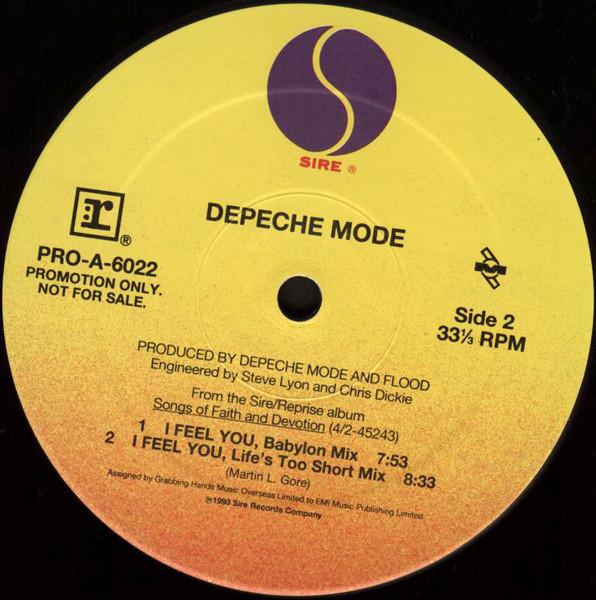 SIRE ®
DEPECHE MODE
r ®
PRO-A-6022
PROMOTION ONLY.
NOT FOR SALE.
Side 2
33⅓ RPM
PRODUCED BY DEPECHE MODE AND FLOOD
Engineered by Steve Lyon and Chris Dickie
From the Sire/Reprise album
Songs of Faith and Devotion (4/2-45243)
1 I FEEL YOU, Babylon Mix 7:53
2 I FEEL YOU, Life's Too Short Mix 8:33
(Martin L. Gore)
Assigned by Grabbing Hands Music Overseas Limited to EMI Music Publishing Limited
℗1993 Sire Records Company